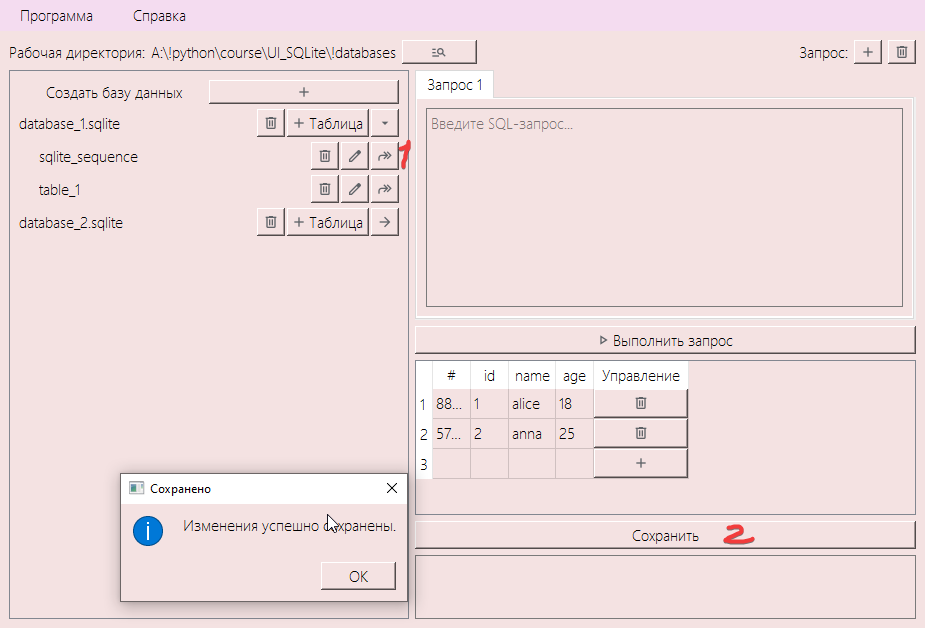 Программа Справка
Рабочая директория: A:\!python\course\UI_SQLite\!databases
Запрос:
Создать базу данных
database_1.sqlite + Таблица
sqlite_sequence
1
table_1
database_2.sqlite + Таблица
Запрос 1
Введите SQL-запрос...
Выполнить запрос
# id name age Управление
1 88... 1 alice 18
2 57... 2 anna 25
3
Сохранить 2
Сохранено
Изменения успешно сохранены.
OK